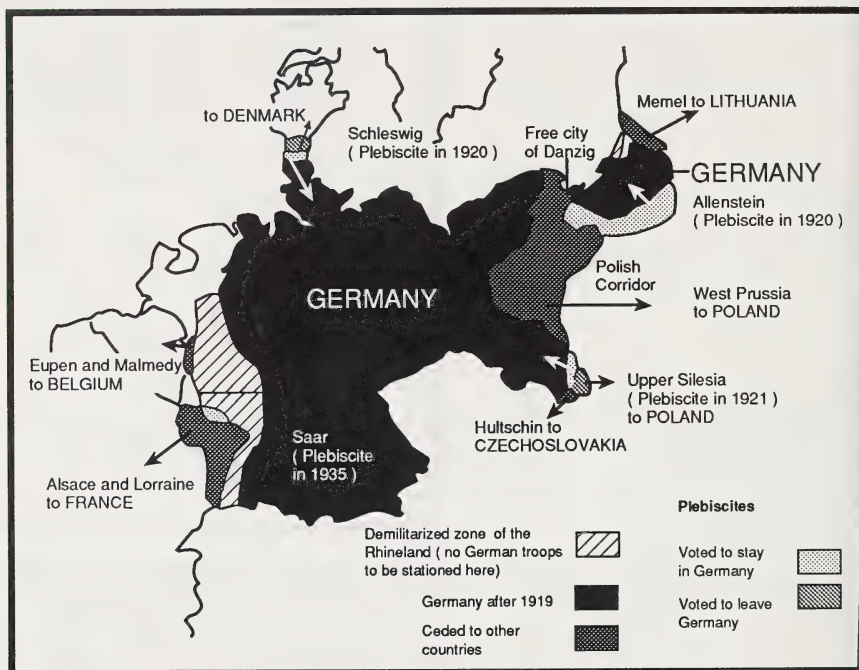 to DENMARK
Schleswig
( Plebiscite in 1920 )
Free city
of Danzig
Memel to LITHUANIA
GERMANY
Allenstein
( Plebiscite in 1920 )
GERMANY
Polish
Corridor
West Prussia
to POLAND
Eupen and Malmedy
to BELGIUM
Upper Silesia
( Plebiscite in 1921 )
to POLAND
Hultschin to
CZECHOSLOVAKIA
Saar
( Plebiscite
in 1935 )
Alsace and Lorraine
to FRANCE
Demilitarized zone of the
Rhineland ( no German troops
to be stationed here)
Germany after 1919
Ceded to other
countries
Plebiscites
Voted to stay
in Germany
Voted to leave
Germany